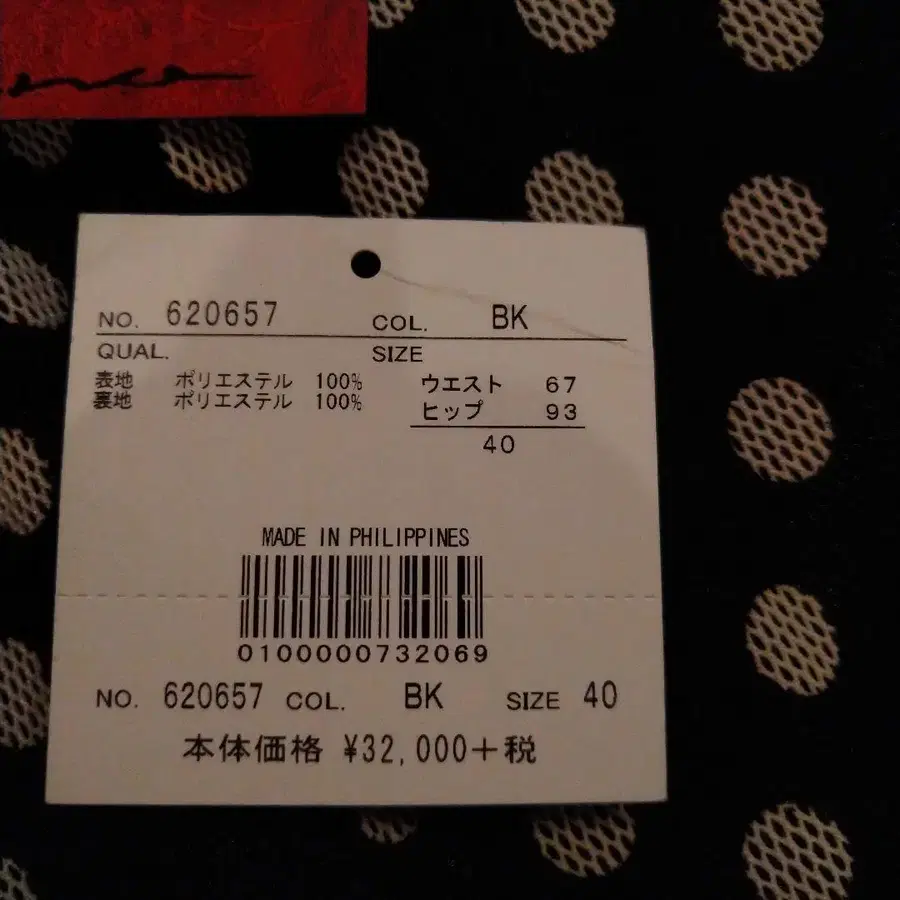 NO. 620657 COL. BK
QUAL. SIZE
表地 ポリエステル 100% ウエスト 67
裏地 ポリエステル 100% ヒップ 93
40
MADE IN PHILIPPINES
0100000732069
NO. 620657 COL. BK SIZE 40
本体価格 ¥32,000+税